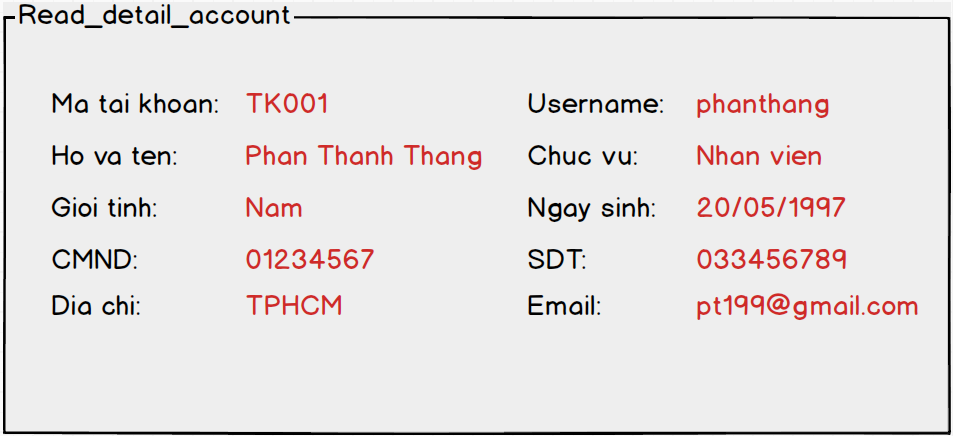 Read_detail_account
Ma tai khoan: TK001 Username: phanthang
Ho va ten: Phan Thanh Thang Chuc vu: Nhan vien
Gioi tinh: Nam Ngay sinh: 20/05/1997
CMND: 01234567 SDT: 033456789
Dia chi: TPHCM Email: pt199@gmail.com